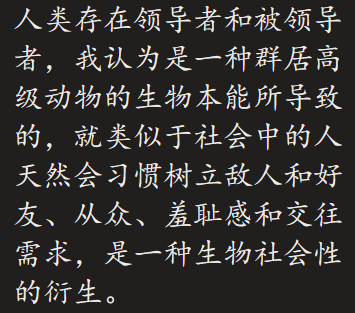 人类存在领导者和被领导
者，我认为是一种群居高
级动物的生物本能所导致
的，就类似于社会中的人
天然会习惯树立敌人和好
友、从众、羞耻感和交往
需求，是一种生物社会性
的衍生。